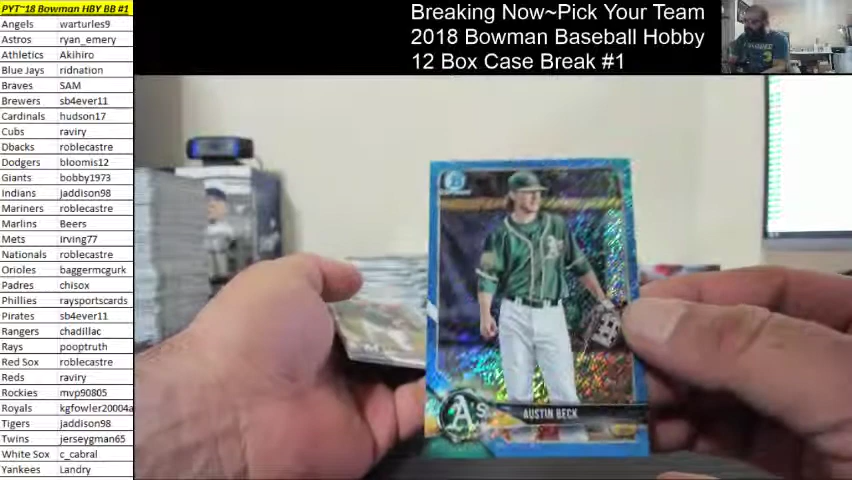 PYT~18 Bowman HBY BB #1
Angels warturles9
Astros ryan_emery
Athletics Akihiro
Blue Jays ridnation
Braves SAM
Brewers sb4ever11
Cardinals hudson17
Cubs raviry
Dbacks roblecastre
Dodgers bloomis12
Giants bobby1973
Indians jaddison98
Mariners roblecastre
Marlins Beers
Mets irving77
Nationals roblecastre
Orioles baggermcgurk
Padres chisox
Phillies raysportscards
Pirates sb4ever11
Rangers chadillac
Rays pooptruth
Red Sox roblecastre
Reds raviry
Rockies mvp90805
Royals kgfowler20004a
Tigers jaddison98
Twins jerseygman65
White Sox c_cabral
Yankees Landry
Breaking Now~Pick Your Team
2018 Bowman Baseball Hobby
12 Box Case Break #1
A's
AUSTIN BECK